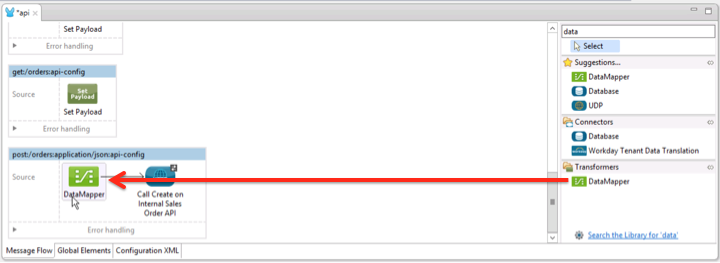 *api
Set Payload
Error handling
get:/orders:api-config
Source
Set
Payload
Set Payload
Error handling
post:/orders:application/json:api-config
Source
DataMapper
Call Create on
Internal Sales
Order API
Error handling
Message Flow
Global Elements
Configuration XML
data
Select
Suggestions...
DataMapper
Database
UDP
Connectors
Database
Workday Tenant Data Translation
Transformers
DataMapper
Search the Library for 'data'